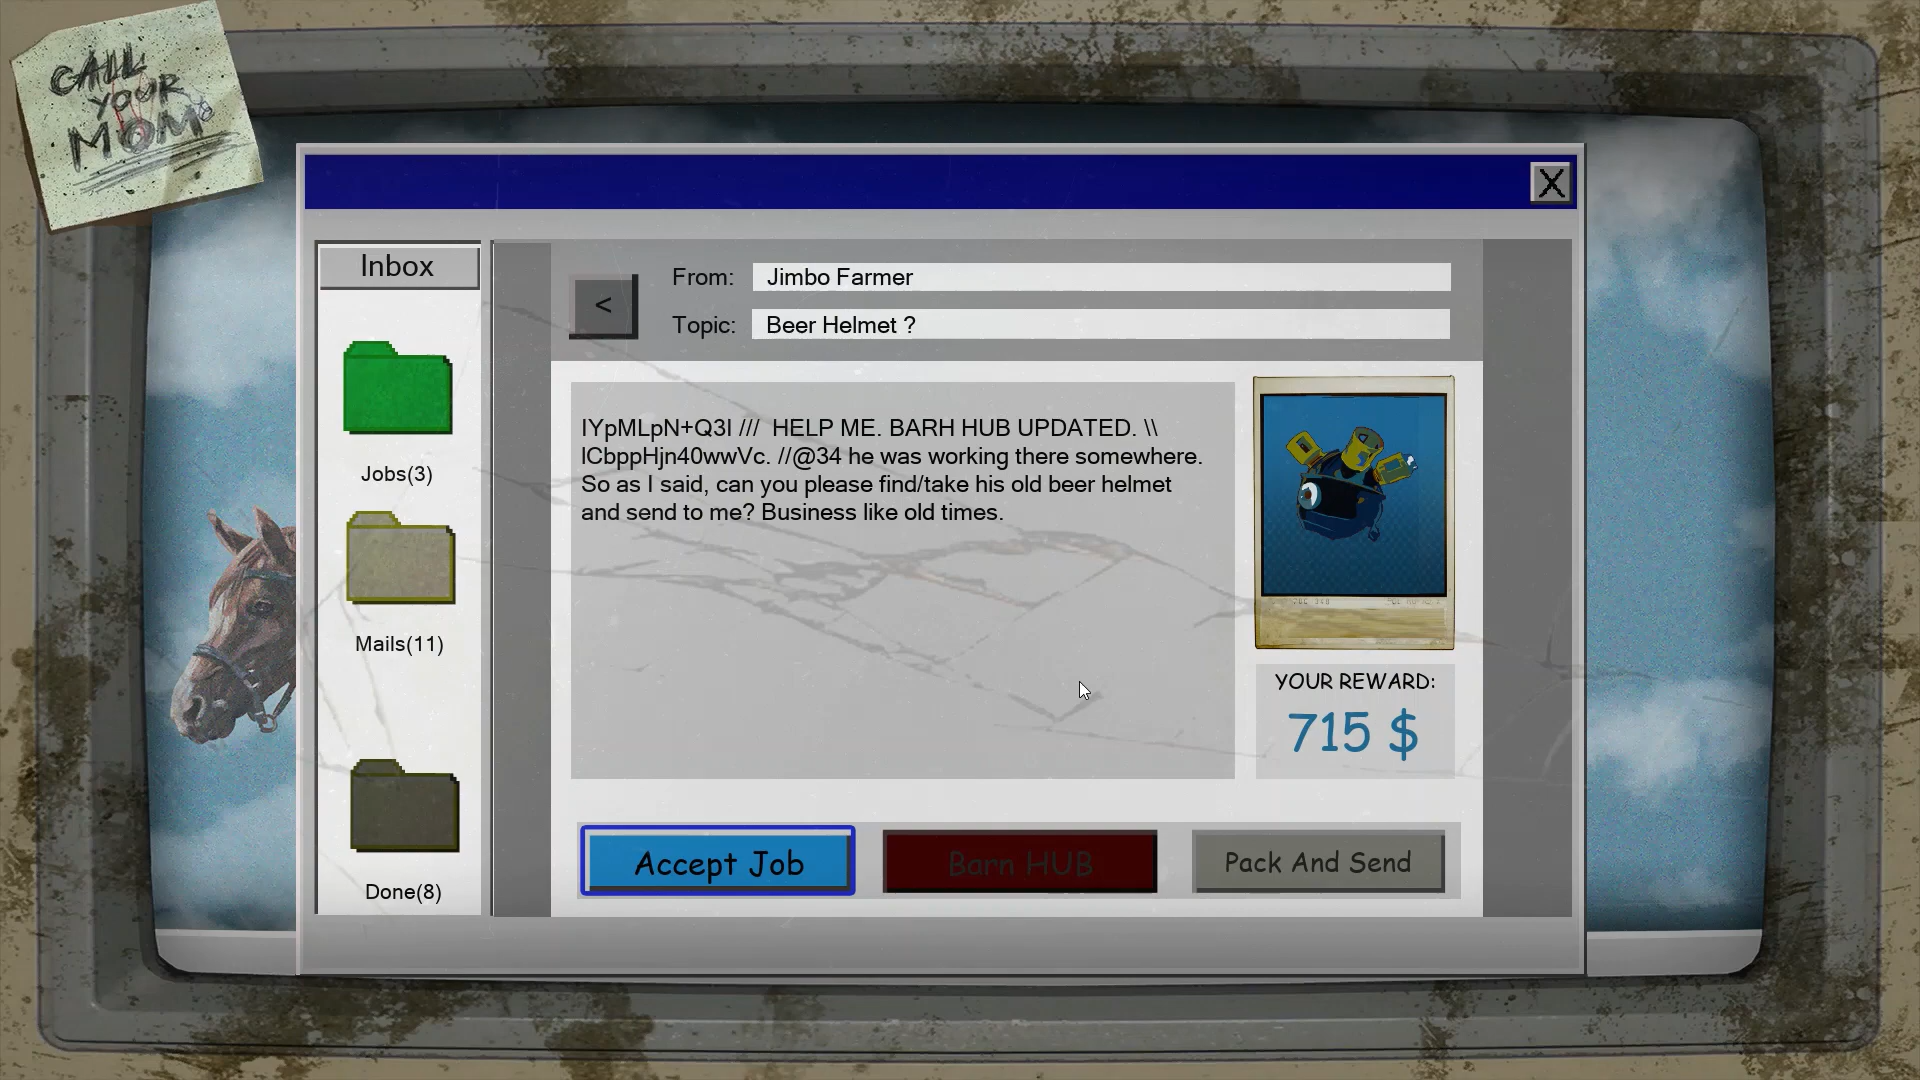 CALL
YOUR
MOM
X
Inbox
Jobs(3)
Mails(11)
Done(8)
<
From: Jimbo Farmer
Topic: Beer Helmet ?
IYpMLpN+Q3I /// HELP ME. BARH HUB UPDATED. \\
lCbppHjn40wwVc. //@34 he was working there somewhere.
So as I said, can you please find/take his old beer helmet
and send to me? Business like old times.
YOUR REWARD:
715 $
Accept Job
Barn HUB
Pack And Send